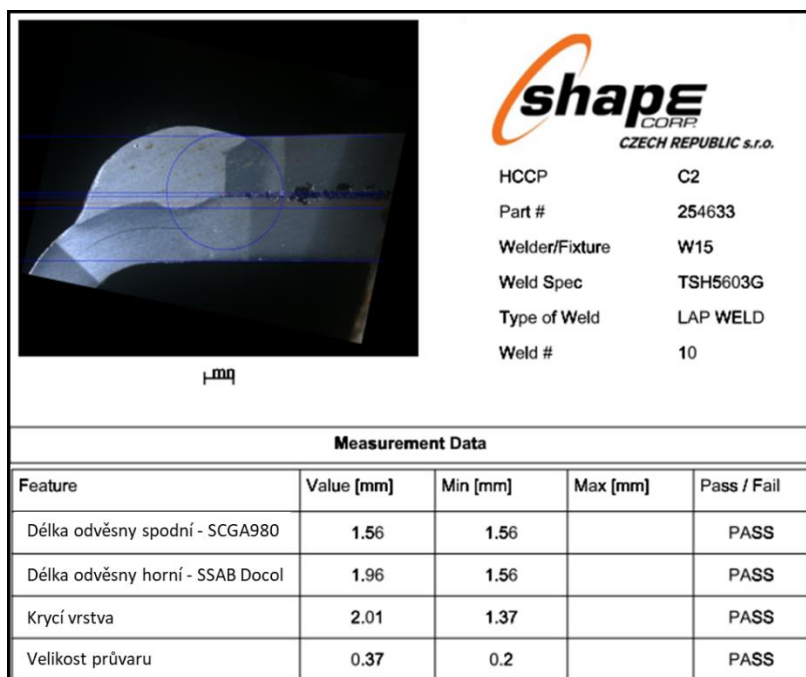 shape
CORP.
CZECH REPUBLIC s.r.o.
HCCP C2
Part # 254633
Welder/Fixture W15
Weld Spec TSH5603G
Type of Weld LAP WELD
Weld # 10
mm
Measurement Data
Feature Value [mm] Min [mm] Max [mm] Pass / Fail
Délka odvěsny spodní - SCGA980 1.56 1.56 PASS
Délka odvěsny horní - SSAB Docol 1.96 1.56 PASS
Krycí vrstva 2.01 1.37 PASS
Velikost průvaru 0.37 0.2 PASS